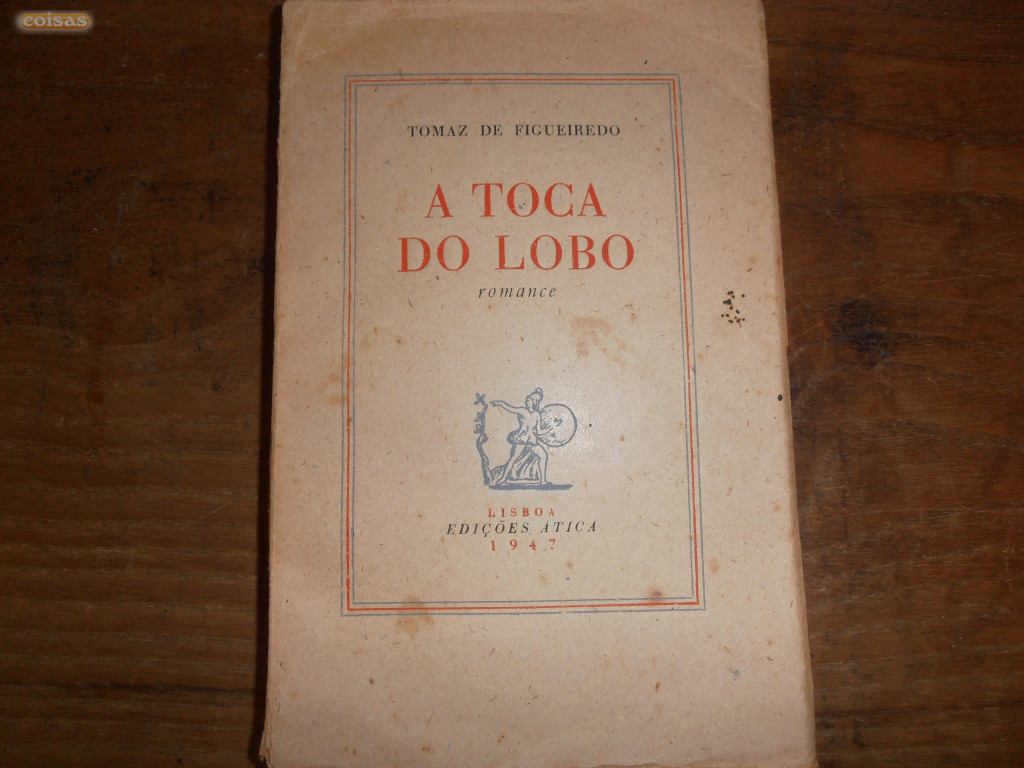 coisas
TOMAZ DE FIGUEIREDO
A TOCA
DO LOBO
romance
LISBOA
EDIÇÕES ÁTICA
1947